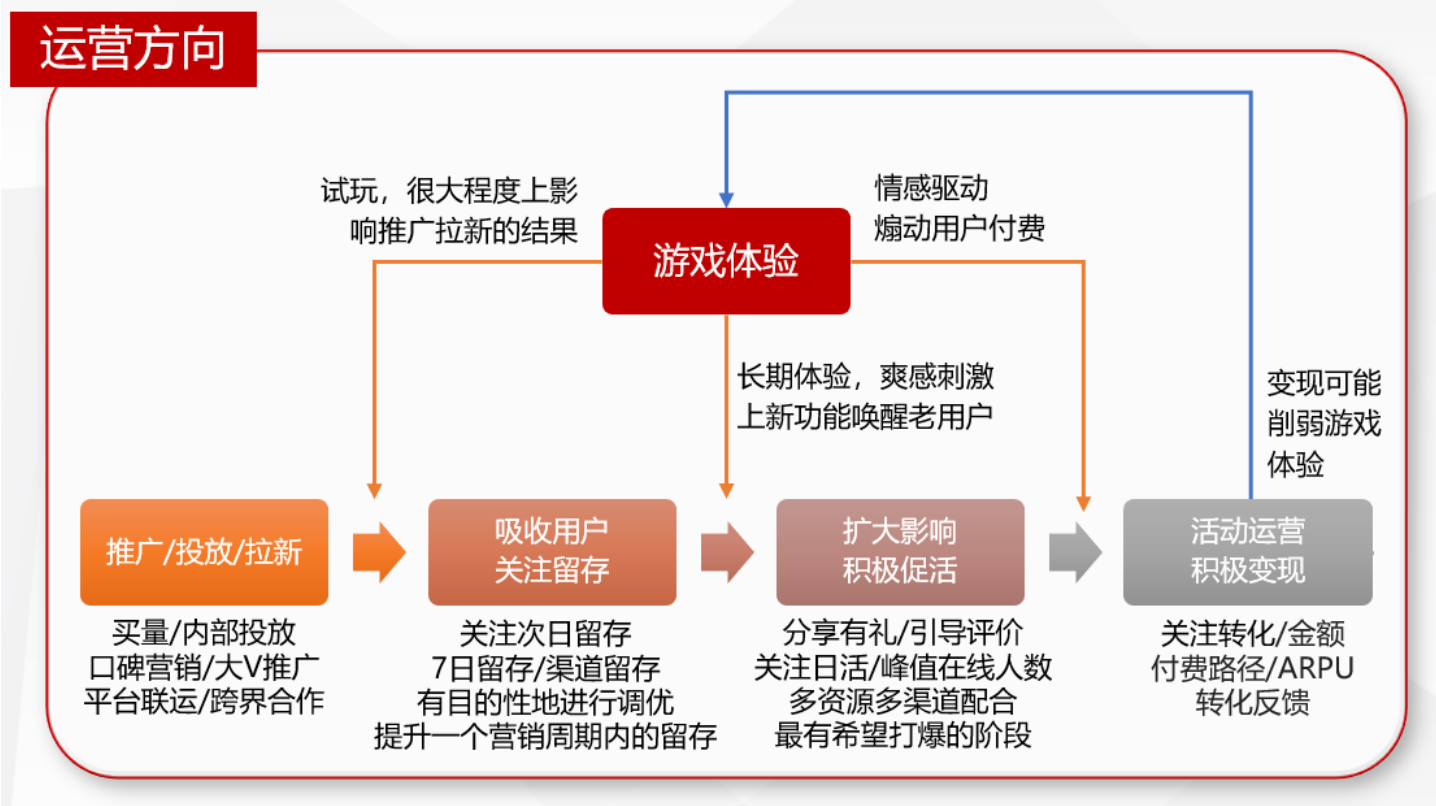 运营方向
试玩，很大程度上影
响推广拉新的结果
情感驱动
煽动用户付费
游戏体验
长期体验，爽感刺激
上新功能唤醒老用户
变现可能
削弱游戏
体验
推广/投放/拉新
吸收用户
关注留存
扩大影响
积极促活
活动运营
积极变现
买量/内部投放
口碑营销/大V推广
平台联运/跨界合作
关注次日留存
7日留存/渠道留存
有目的性地进行调优
提升一个营销周期内的留存
分享有礼/引导评价
关注日活/峰值在线人数
多资源多渠道配合
最有希望打爆的阶段
关注转化/金额
付费路径/ARPU
转化反馈